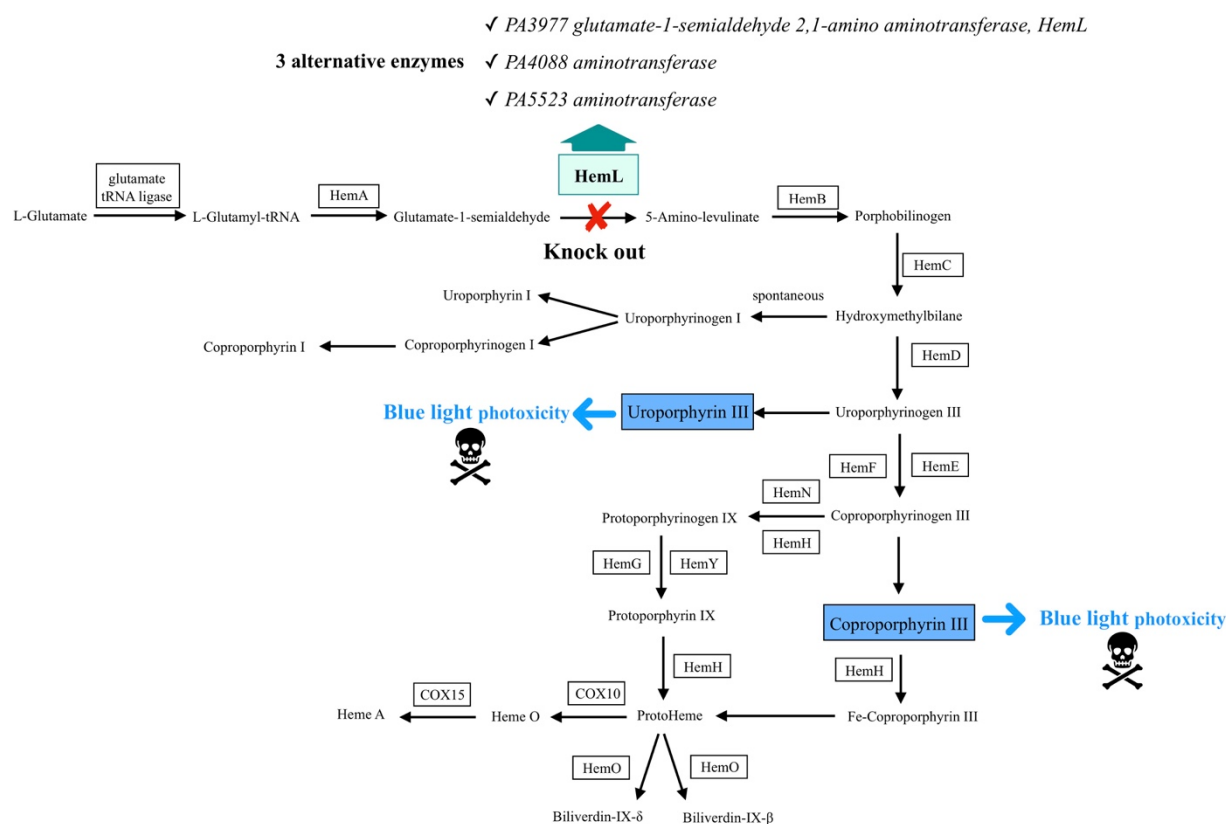 ✓ PA3977 glutamate-1-semialdehyde 2,1-amino aminotransferase, HemL
3 alternative enzymes ✓ PA4088 aminotransferase
✓ PA5523 aminotransferase
HemL
glutamate
tRNA ligase
HemA
HemB
L-Glutamate
L-Glutamyl-tRNA
Glutamate-1-semialdehyde
5-Amino-levulinate
Porphobilinogen
Knock out
HemC
Uroporphyrin I
spontaneous
Uroporphyrinogen I
Hydroxymethylbilane
Coproporphyrin I
Coproporphyrinogen I
HemD
Blue light photoxicity
Uroporphyrin III
Uroporphyrinogen III
HemF
HemE
HemN
Protoporphyrinogen IX
Coproporphyrinogen III
HemH
HemG
HemY
Protoporphyrin IX
Coproporphyrin III
Blue light photoxicity
HemH
HemH
COX15
COX10
Heme A
Heme O
ProtoHeme
Fe-Coproporphyrin III
HemO
HemO
Biliverdin-IX-δ
Biliverdin-IX-β